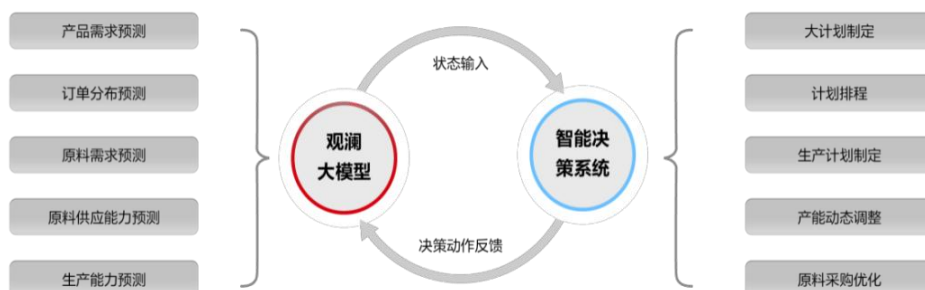 产品需求预测
订单分布预测
原料需求预测
原料供应能力预测
生产能力预测
状态输入
观澜
大模型
智能决
策系统
决策动作反馈
大计划制定
计划排程
生产计划制定
产能动态调整
原料采购优化